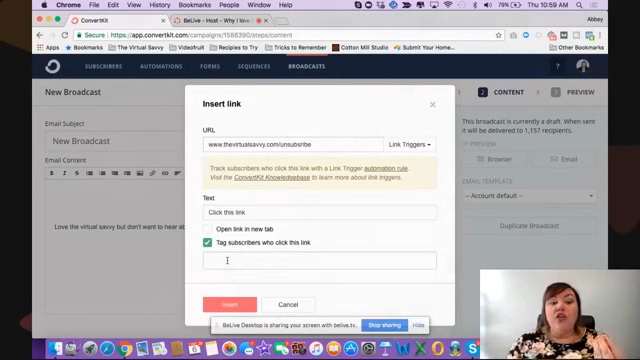 Chrome File Edit View History Bookmarks People Window Help
79% Thu 10:59 AM
ConvertKit
BeLive - Host - Why I love
Abbey
Secure https://app.convertkit.com/campaigns/1588390/steps/content
Bookmarks The Virtual Savvy Videofruit Recipies to Try Tricks to Remember Cotton Mill Studio Submit Your Home...
Other Bookmarks
SUBSCRIBERS AUTOMATIONS FORMS SEQUENCES BROADCASTS ?
New Broadcast
2 CONTENT
PREVIEW
Insert link
×
URL
www.thevirtualsavvy.com/unsubsribe
Link Triggers
Track subscribers who click this link with a Link Trigger automation rule.
Visit the ConvertKit Knowledgebase to learn more about link triggers.
Text
Click this link
Open link in new tab
Tag subscribers who click this link
Insert
Cancel
Email Subject
New Broadcast
Email Content
Love the virtual savvy but don't want to hear ab
This broadcast is currently a draft. When sent it will be delivered to 1,157 recipients.
PREVIEW
Browser
Email
EMAIL TEMPLATE
-- Account default --
Duplicate Broadcast
BeLive Desktop is sharing your screen with belive.tv.
Stop sharing
Hide